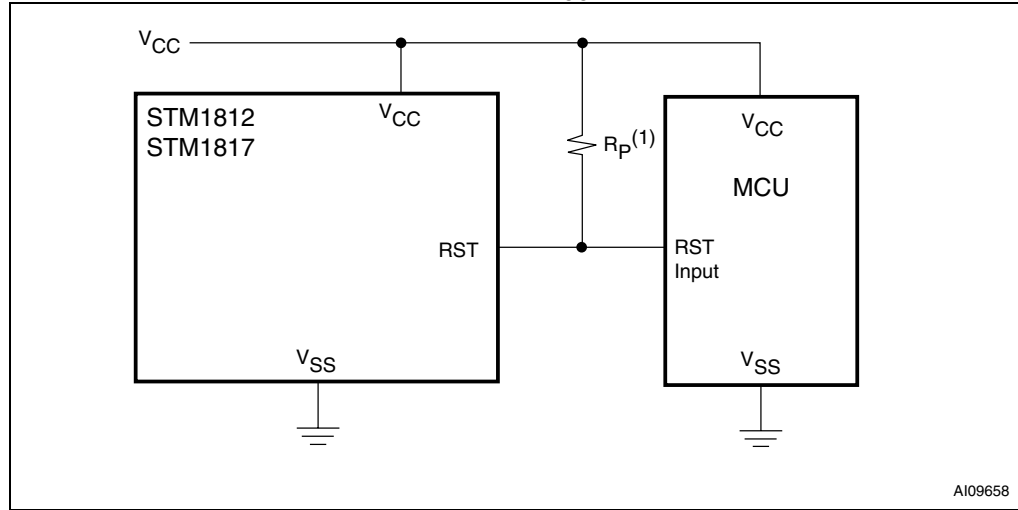 VCC
STM1812
STM1817
VCC
RP(1)
VCC
MCU
RST
RST
Input
VSS
VSS
AI09658